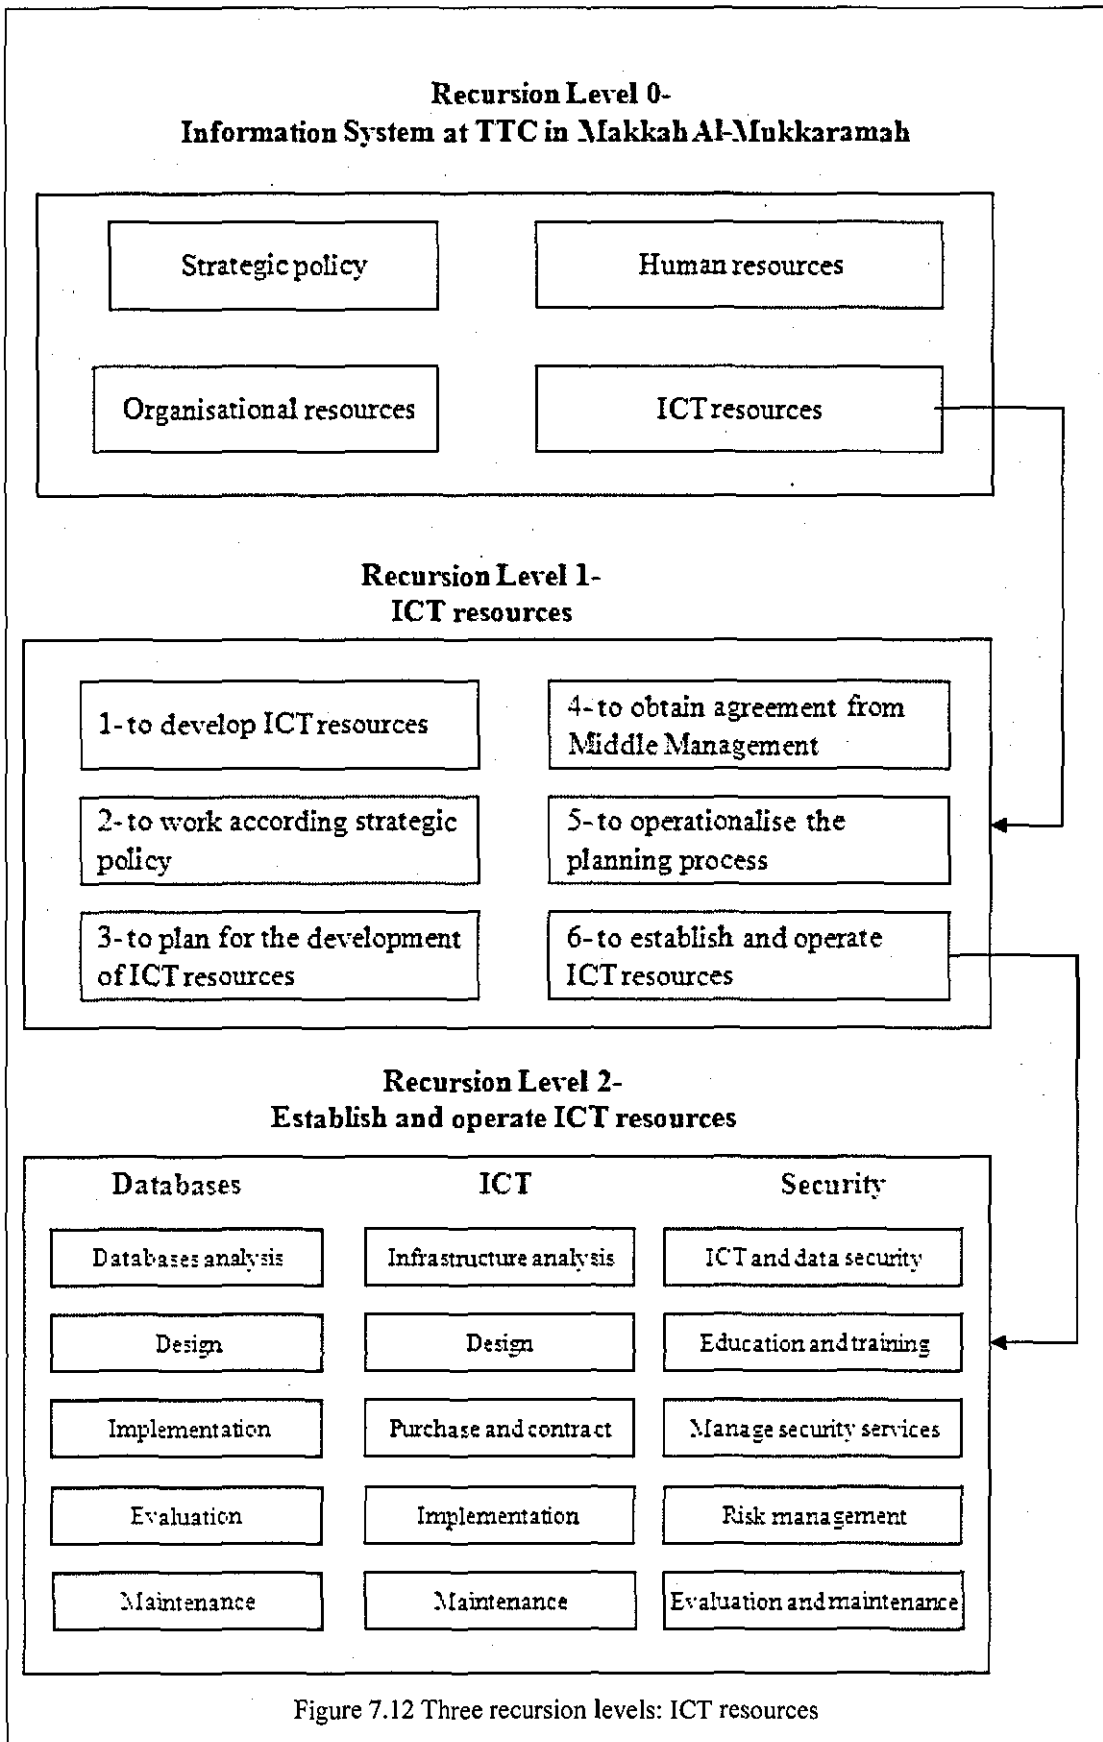 Recursion Level 0-
Information System at TTC in Makkah Al-Mukkaramah
Strategic policy
Human resources
Organisational resources
ICT resources
Recursion Level 1-
ICT resources
1- to develop ICT resources
2- to work according strategic
policy
3- to plan for the development
of ICT resources
4- to obtain agreement from
Middle Management
5- to operationalise the
planning process
6- to establish and operate
ICT resources
Recursion Level 2-
Establish and operate ICT resources
Databases
Databases analysis
Design
Implementation
Evaluation
Maintenance
ICT
Infrastructure analysis
Design
Purchase and contract
Implementation
Maintenance
Security
ICT and data security
Education and training
Manage security services
Risk management
Evaluation and maintenance
Figure 7.12 Three recursion levels: ICT resources